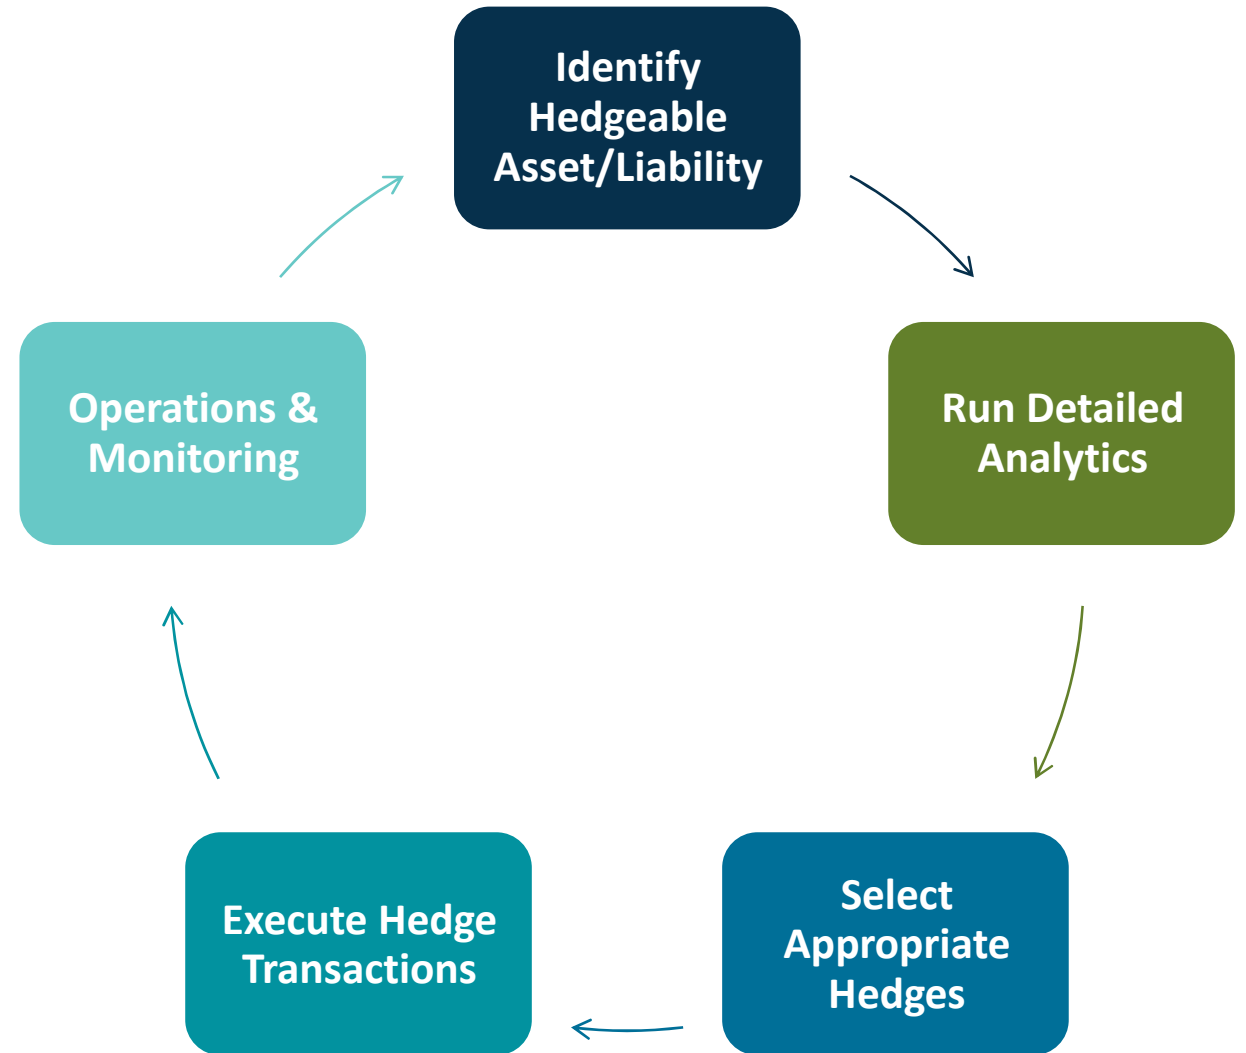 Identify
Hedgeable
Asset/Liability
Run Detailed
Analytics
Select
Appropriate
Hedges
Execute Hedge
Transactions
Operations &
Monitoring